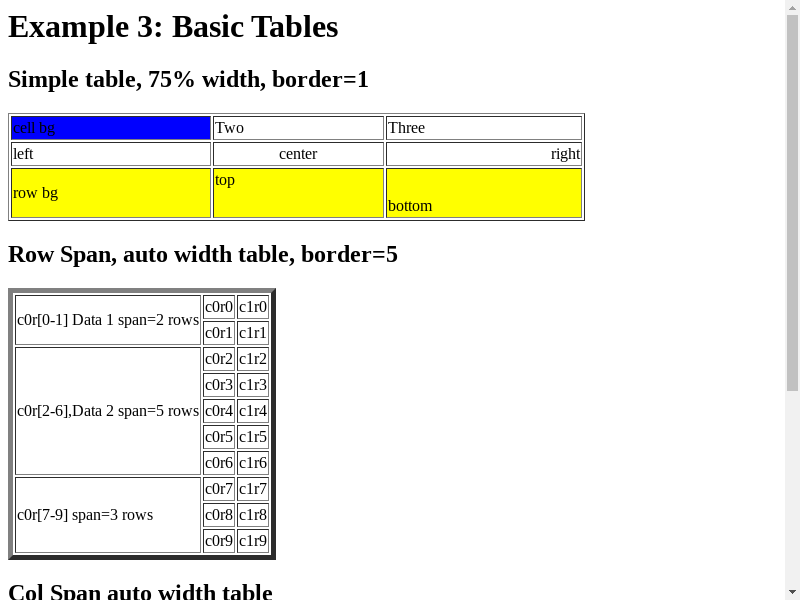 Example 3: Basic Tables
Simple table, 75% width, border=1
cell bg Two Three
left center right
row bg top bottom
Row Span, auto width table, border=5
c0r[0-1] Data 1 span=2 rows c0r0 c1r0
c0r1 c1r1
c0r[2-6],Data 2 span=5 rows c0r2 c1r2
c0r3 c1r3
c0r4 c1r4
c0r5 c1r5
c0r6 c1r6
c0r[7-9] span=3 rows c0r7 c1r7
c0r8 c1r8
c0r9 c1r9
Col Span auto width table